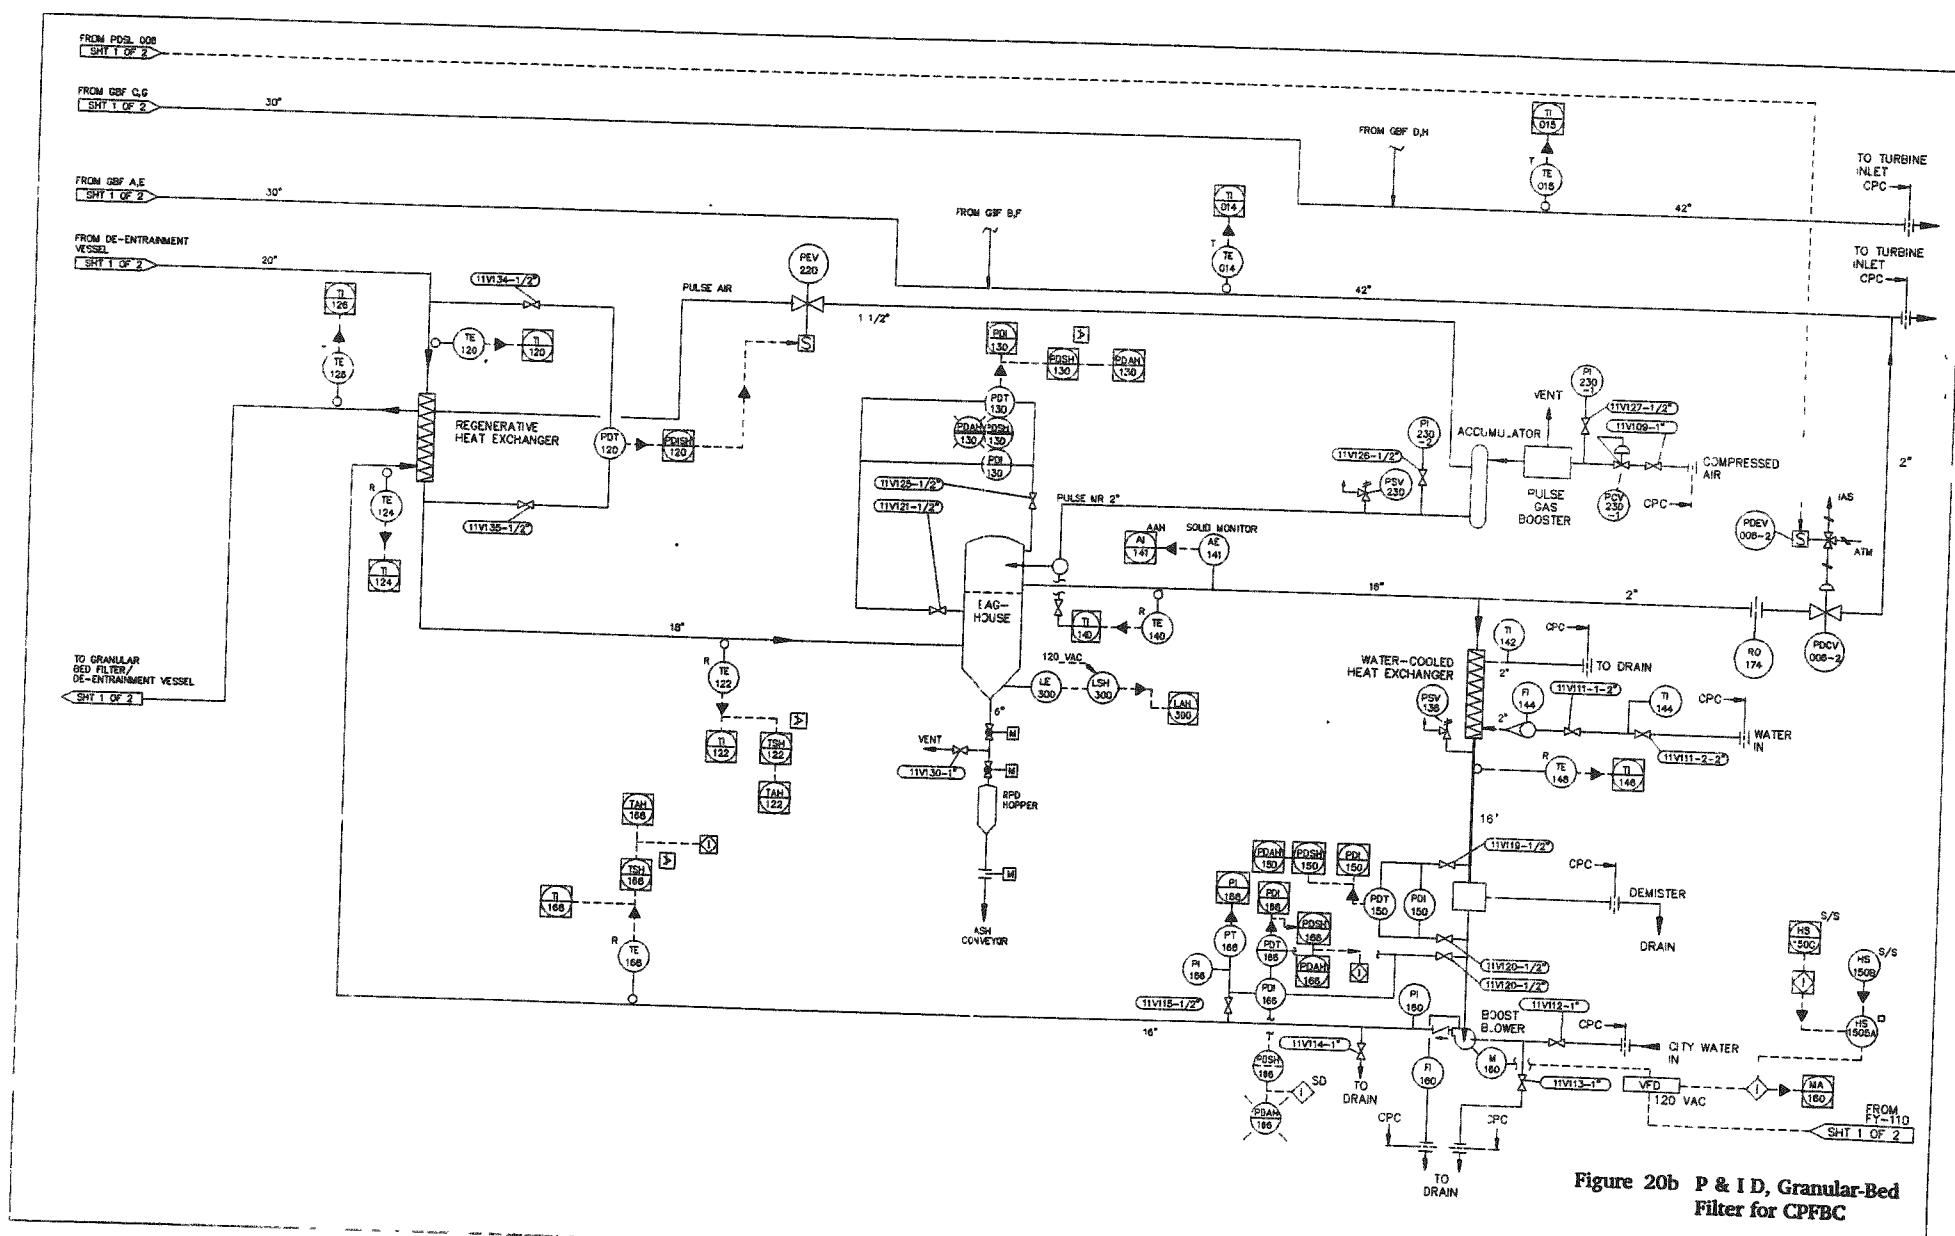 FROM PDSL 008
SHT 1 OF 2
FROM GBF C,G
SHT 1 OF 2
30"
FROM GBF A,E
SHT 1 OF 2
30"
FROM DE-ENTRAINMENT
VESSEL
SHT 1 OF 2
20"
FROM GBF D,H
TI
015
T
TE
015
42"
TO TURBINE
INLET
CPC
FROM GBF B,F
TI
014
T
TE
014
42"
TO TURBINE
INLET
CPC
11V134-1/2"
PULSE AIR
PEV
220
S
1 1/2"
TI
126
TE
126
TE
120
TI
120
REGENERATIVE
HEAT EXCHANGER
PDT
120
PDISH
120
R
TE
124
TI
124
11V135-1/2"
PDI
130
PDSH
130
PDAH
130
PDT
130
PDAH
130
PDSH
130
PDI
130
11V125-1/2"
11V121-1/2"
PULSE AIR 2"
AAH
AI
141
SOLID MONITOR
AE
141
BAG-
HOUSE
TI
140
R
TE
140
PI
230
-2
11V126-1/2"
PSV
230
ACCUMULATOR
VENT
PI
230
-1
11V127-1/2"
11V109-1"
PULSE
GAS
BOOSTER
PCV
230
-1
COMPRESSED
AIR
CPC
2"
IAS
PDEV
008-2
S
ATM
16"
2"
RO
174
PDCV
008-2
18"
R
TE
122
TI
122
TSH
122
TAH
122
TO GRANULAR
BED FILTER/
DE-ENTRAINMENT VESSEL
SHT 1 OF 2
120 VAC
LE
300
LSH
300
LAH
300
6"
M
VENT
11V130-1"
M
RPD
HOPPER
M
ASH
CONVEYOR
WATER-COOLED
HEAT EXCHANGER
TI
142
CPC
TO DRAIN
2"
PSV
138
FI
144
2"
11V111-1-2"
TI
144
CPC
WATER
IN
11V111-2-2"
R
TE
146
TI
146
16'
TAH
166
I
TSH
166
TI
166
R
TE
166
PDAH
150
PDSH
150
PDI
150
PDT
150
PDI
150
11V119-1/2"
CPC
DEMISTER
DRAIN
PI
166
PDI
166
PT
166
PDT
166
PDSH
166
PDAH
166
I
PI
166
PDI
166
11V120-1/2"
11V120-1/2"
11V115-1/2"
16"
PDSH
166
SD
I
PDAH
166
11V114-1"
TO
DRAIN
PI
160
BOOST
BLOWER
11V112-1"
CPC
CITY WATER
IN
FI
160
M
160
11V113-1"
CPC
CPC
TO
DRAIN
S/S
HS
150C
I
S/S
HS
150B
HS
150SA
VFD
120 VAC
I
MA
160
FROM
FY-110
SHT 1 OF 2
Figure 20b P & I D, Granular-Bed
Filter for CPFBC